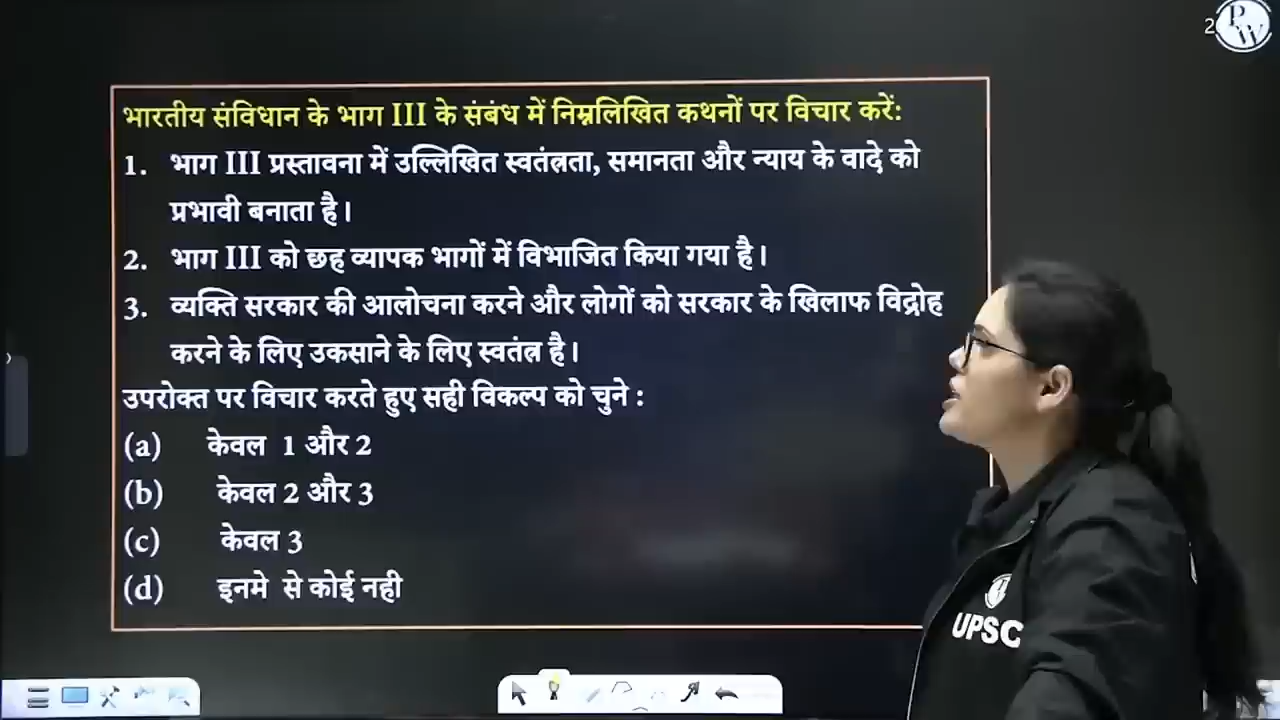 2
PW
भारतीय संविधान के भाग III के संबंध में निम्नलिखित कथनों पर विचार करें:
1. भाग III प्रस्तावना में उल्लिखित स्वतंत्रता, समानता और न्याय के वादे को
प्रभावी बनाता है।
2. भाग III को छह व्यापक भागों में विभाजित किया गया है।
3. व्यक्ति सरकार की आलोचना करने और लोगों को सरकार के खिलाफ विद्रोह
करने के लिए उकसाने के लिए स्वतंत्र है।
उपरोक्त पर विचार करते हुए सही विकल्प को चुने :
(a) केवल 1 और 2
(b) केवल 2 और 3
(c) केवल 3
(d) इनमे से कोई नही
UPSC